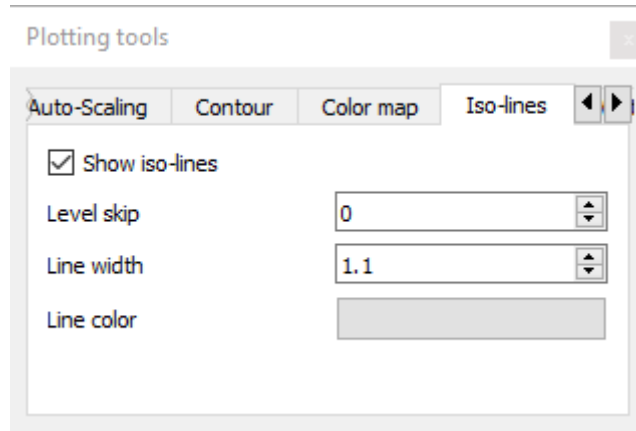 Plotting tools
x
Auto-Scaling Contour Color map Iso-lines
Show iso-lines
Level skip 0
Line width 1.1
Line color